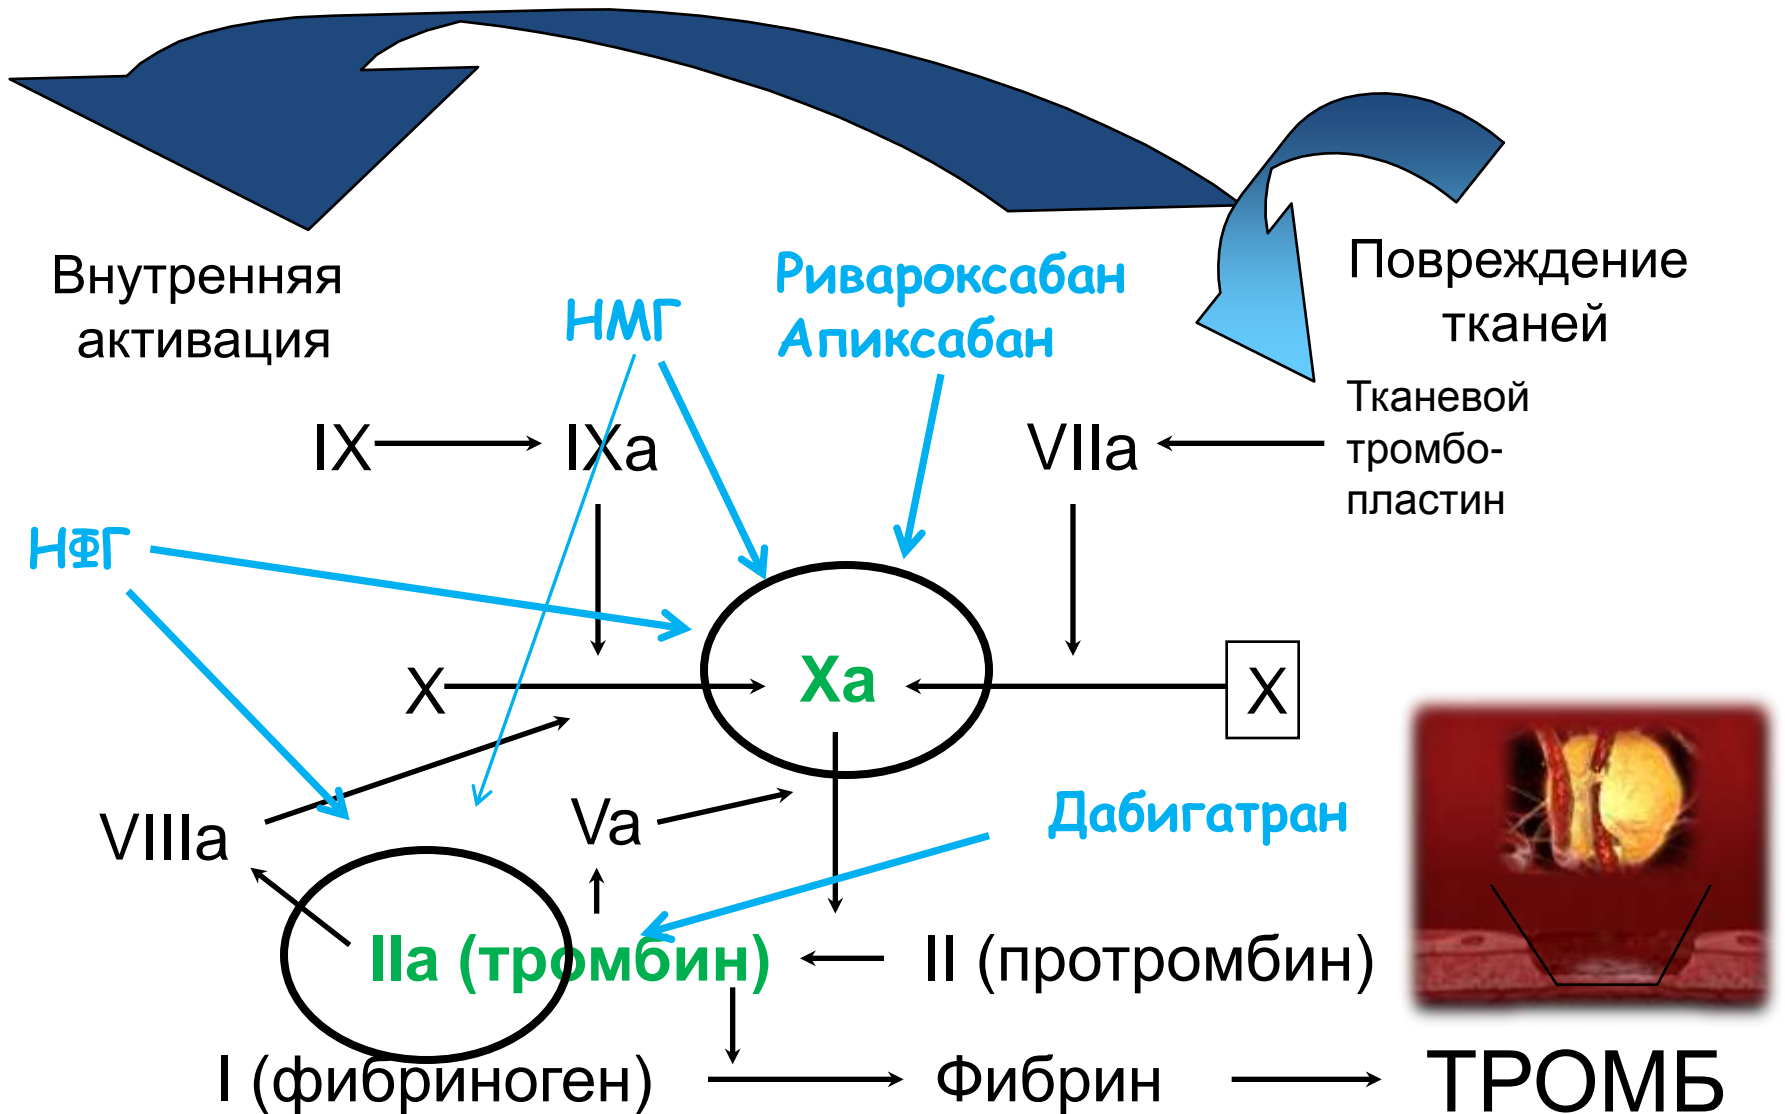 Внутренняя
активация
НМГ
Ривароксабан
Апиксабан
Повреждение
тканей
Тканевой
тромбо-
пластин
IX
IXa
VIIa
НФГ
X
Xa
X
VIIIa
Va
Дабигатран
IIa (тромбин)
II (протромбин)
I (фибриноген)
Фибрин
ТРОМБ